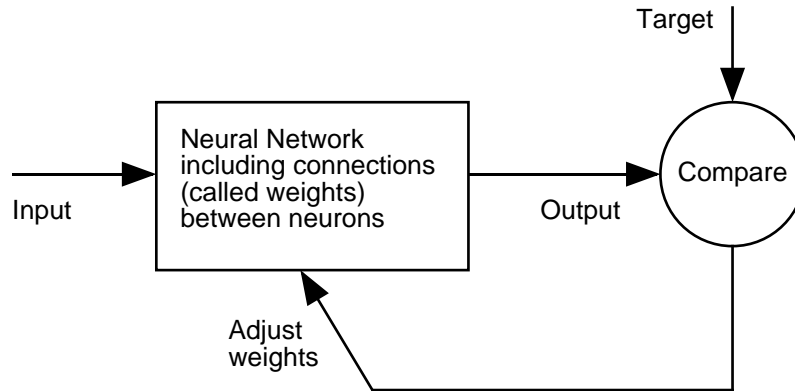 Target
Neural Network
including connections
(called weights)
between neurons
Compare
Input
Output
Adjust
weights